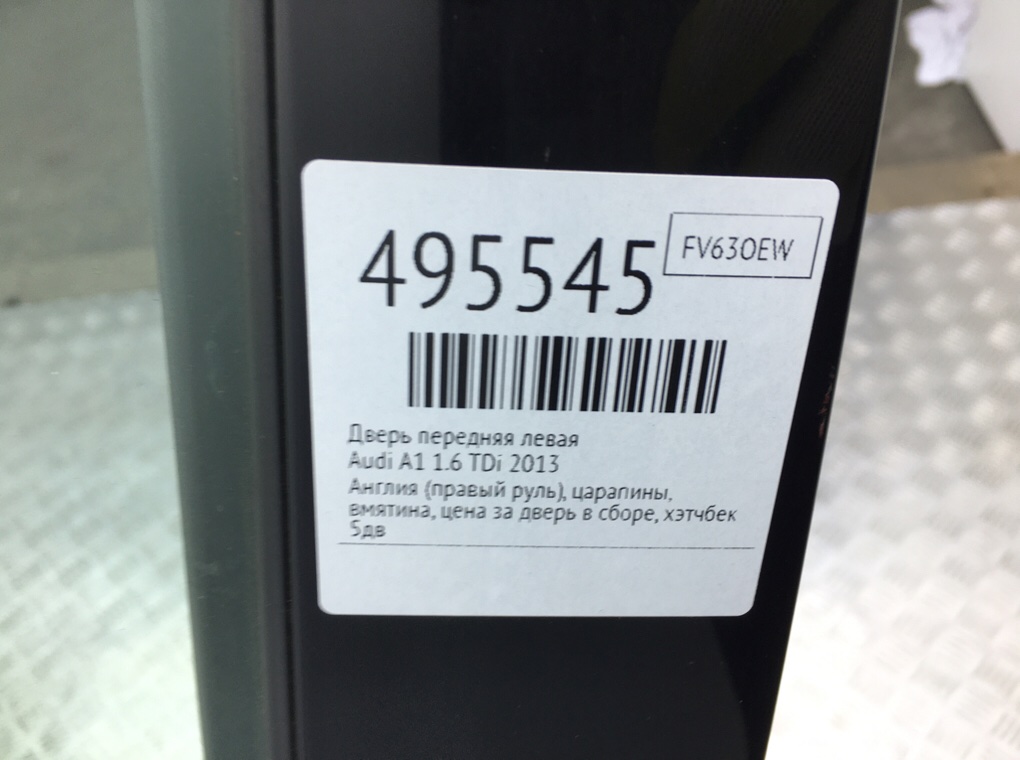 495545
FV63OEW
Дверь передняя левая
Audi A1 1.6 TDi 2013
Англия (правый руль), царапины,
вмятина, цена за дверь в сборе, хэтчбек
5дв